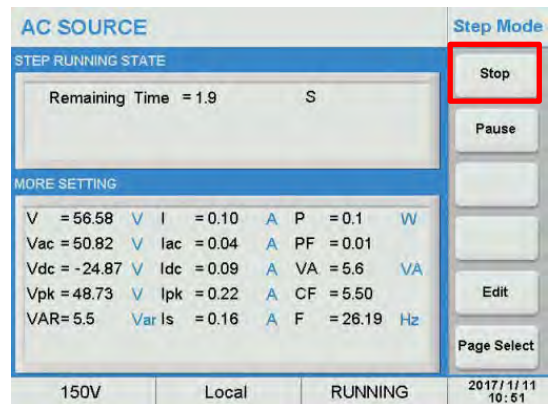 AC SOURCE
Step Mode
STEP RUNNING STATE
Remaining Time = 1.9 S
Stop
Pause
MORE SETTING
V = 56.58 V I = 0.10 A P = 0.1 W
Vac = 50.82 V Iac = 0.04 A PF = 0.01
Vdc = -24.87 V Idc = 0.09 A VA = 5.6 VA
Vpk = 48.73 V Ipk = 0.22 A CF = 5.50
VAR= 5.5 Var Is = 0.16 A F = 26.19 Hz
Edit
Page Select
150V Local RUNNING
2017/1/11
10:51